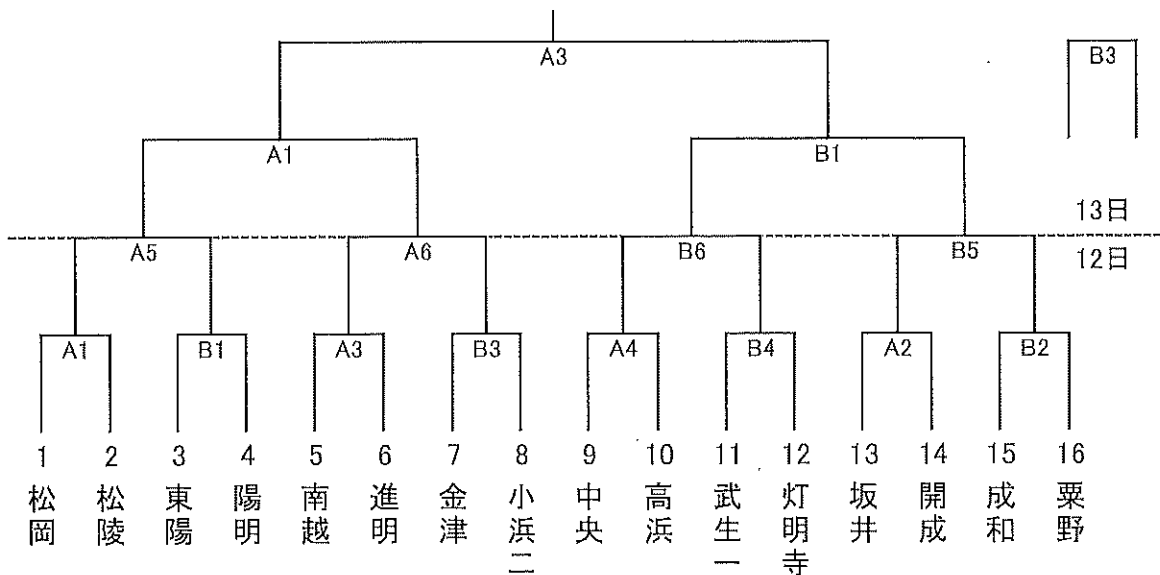 A3
B3
A1
B1
13日
A5
A6
B6
B5
12日
A1
B1
A3
B3
A4
B4
A2
B2
1 2 3 4 5 6 7 8 9 10 11 12 13 14 15 16
松岡
松陵
東陽
陽明
南越
進明
金津
小浜二
中央
高浜
武生一
灯明寺
坂井
開成
成和
粟野